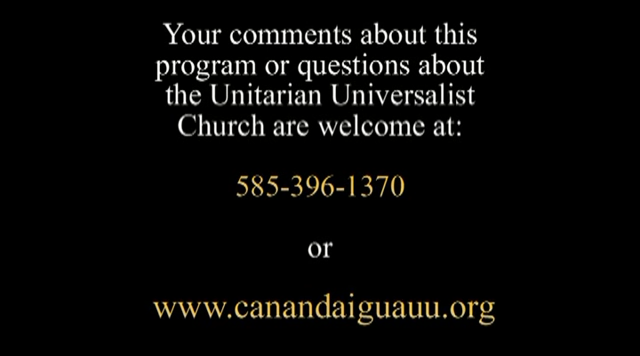 Your comments about this
program or questions about
the Unitarian Universalist
Church are welcome at:
585-396-1370
or
www.canandaiguauu.org